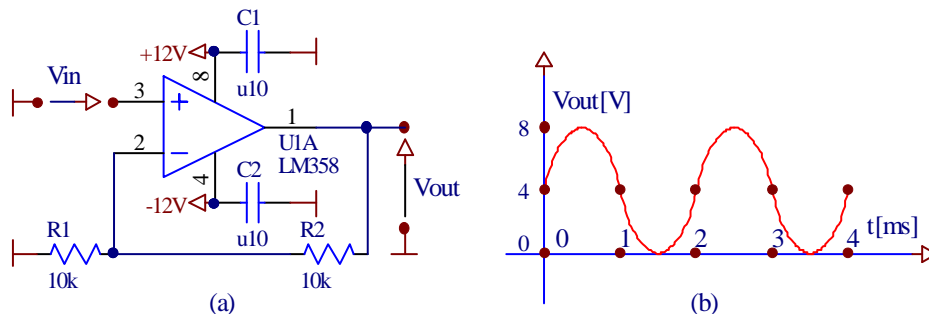 C1
+12V
8
u10
Vin
3
+
1
2
−
U1A
LM358
4
C2
-12V
u10
Vout
R1
10k
R2
10k
(a)
Vout[V]
8
4
0
0
1
2
3
4
t[ms]
(b)